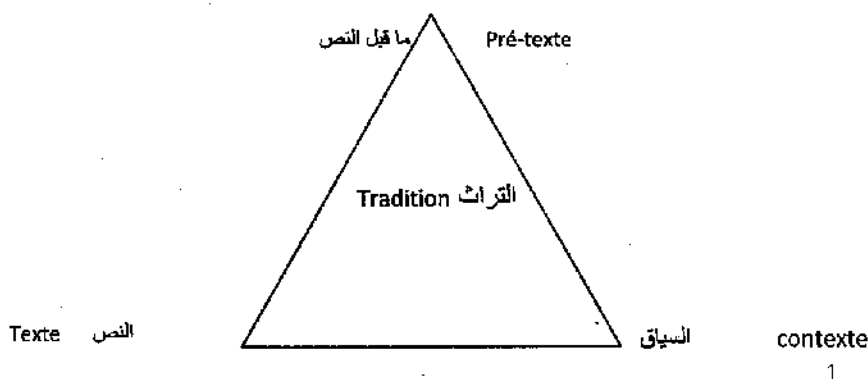 ما قبل النص Pré-texte
Tradition التراث
Texte النص السياق contexte
1